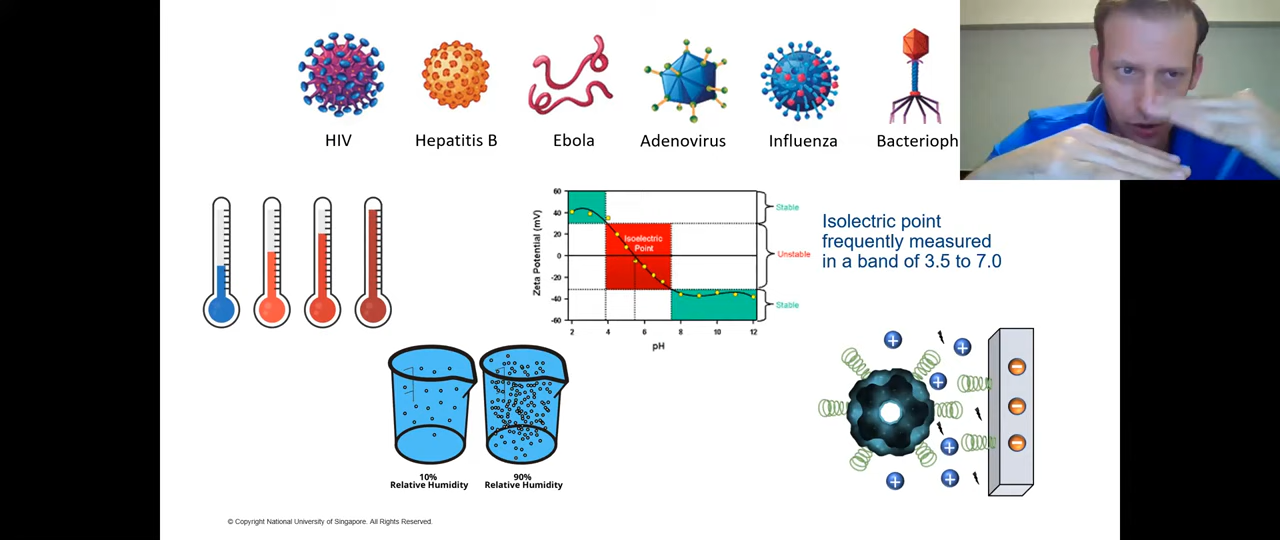 HIV
Hepatitis B
Ebola
Adenovirus
Influenza
Bacterioph
60
40
20
0
-20
-40
-60
Zeta Potential (mV)
Isoelectric
Point
2 4 6 8 10 12
pH
Stable
Unstable
Stable
Isolectric point
frequently measured
in a band of 3.5 to 7.0
10%
Relative Humidity
90%
Relative Humidity
© Copyright National University of Singapore. All Rights Reserved.